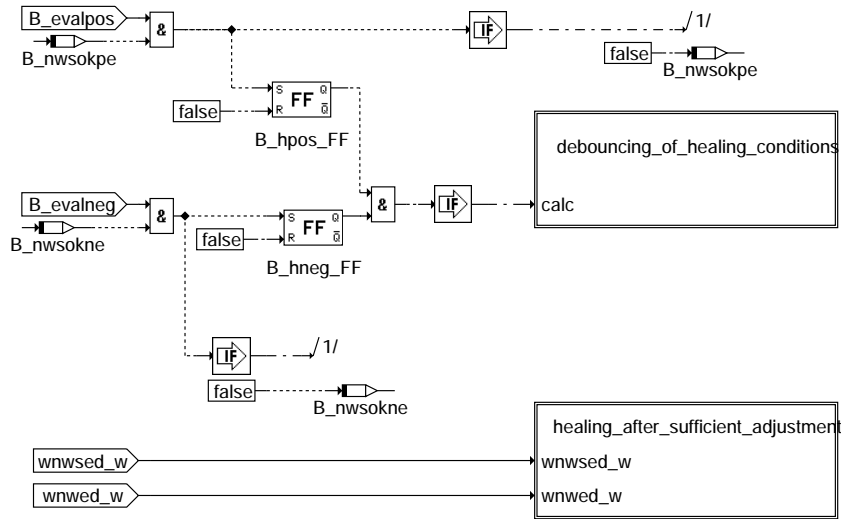 B_evalpos
&
B_nwsokpe
IF
/1/
false
B_nwsokpe
S
FF
Q
R
Q̅
false
B_hpos_FF
debouncing_of_healing_conditions
B_evalneg
&
B_nwsokne
S
FF
Q
R
Q̅
false
B_hneg_FF
&
IF
calc
IF
/1/
false
B_nwsokne
healing_after_sufficient_adjustment
wnwsed_w
wnwsed_w
wnwed_w
wnwed_w